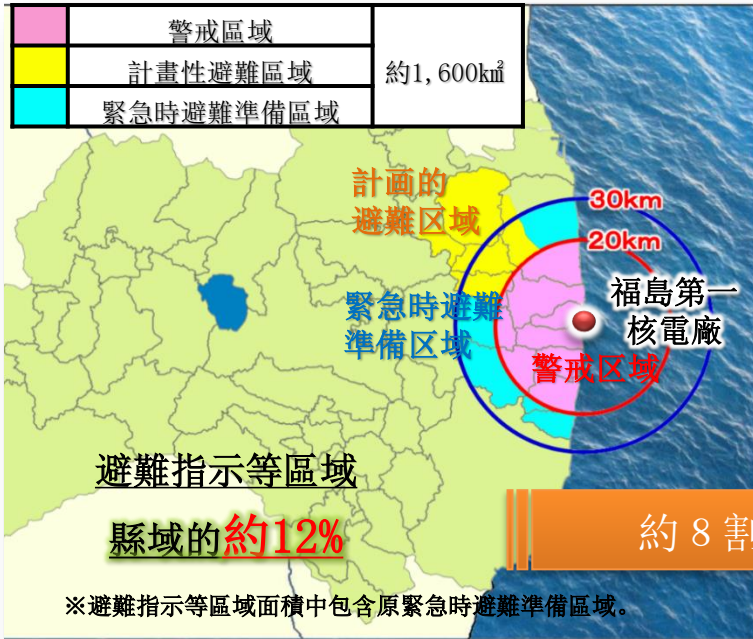 警戒區域
計畫性避難區域
緊急時避難準備區域
約1,600㎢
計画的
避難区域
30km
20km
緊急時避難
準備区域
福島第一
核電廠
警戒区域
避難指示等區域
縣域的約12%
約８割
※避難指示等區域面積中包含原緊急時避難準備區域。